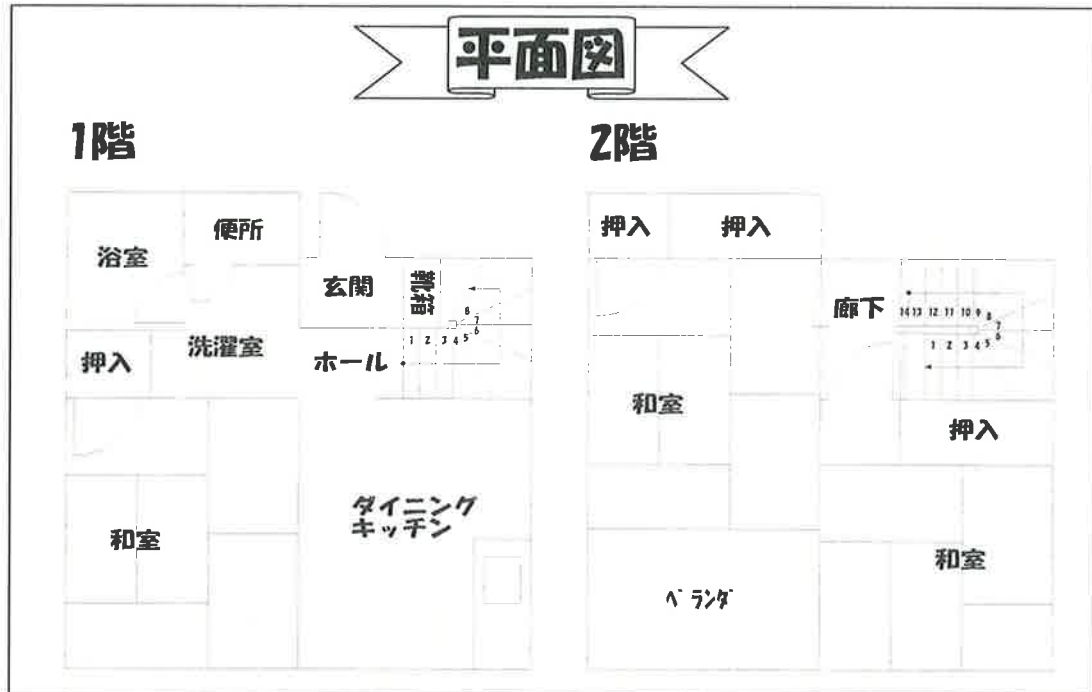 平面図
1階
2階
浴室
便所
玄関
靴箱
押入
洗濯室
ホール
8
7
6
1 2 3 4 5
和室
ダイニング
キッチン
押入
押入
廊下
14 13 12 11 10 9 8
7
6
1 2 3 4 5
和室
押入
和室
ベランダ